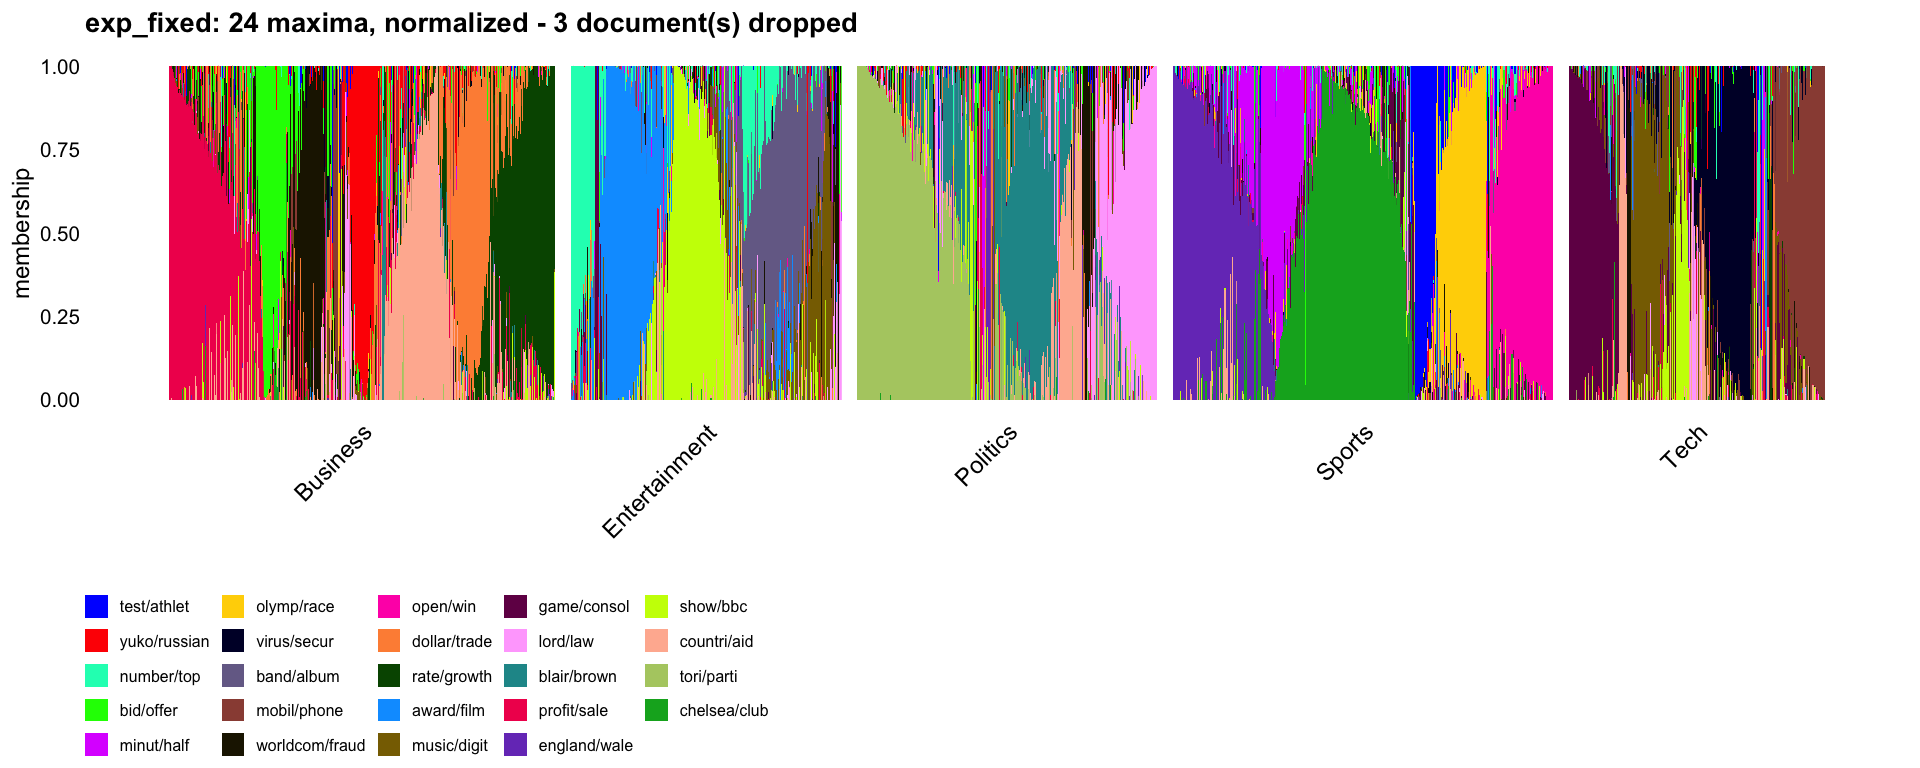 exp_fixed: 24 maxima, normalized - 3 document(s) dropped
1.00
0.75
0.50
0.25
0.00
membership
Business
Entertainment
Politics
Sports
Tech
test/athlet olymp/race open/win game/consol show/bbc
yuko/russian virus/secur dollar/trade lord/law countri/aid
number/top band/album rate/growth blair/brown tori/parti
bid/offer mobil/phone award/film profit/sale chelsea/club
minut/half worldcom/fraud music/digit england/wale